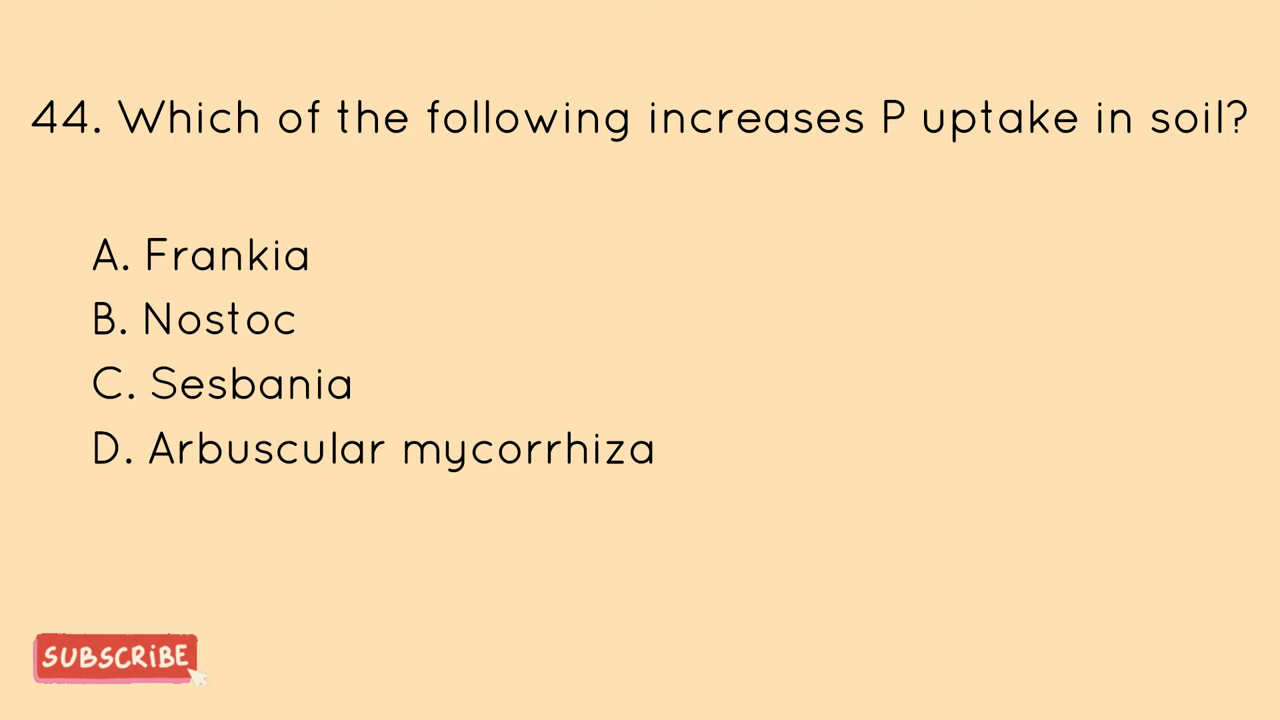 44. Which of the following increases P uptake in soil?
A. Frankia
B. Nostoc
C. Sesbania
D. Arbuscular mycorrhiza
SUBSCRiBE